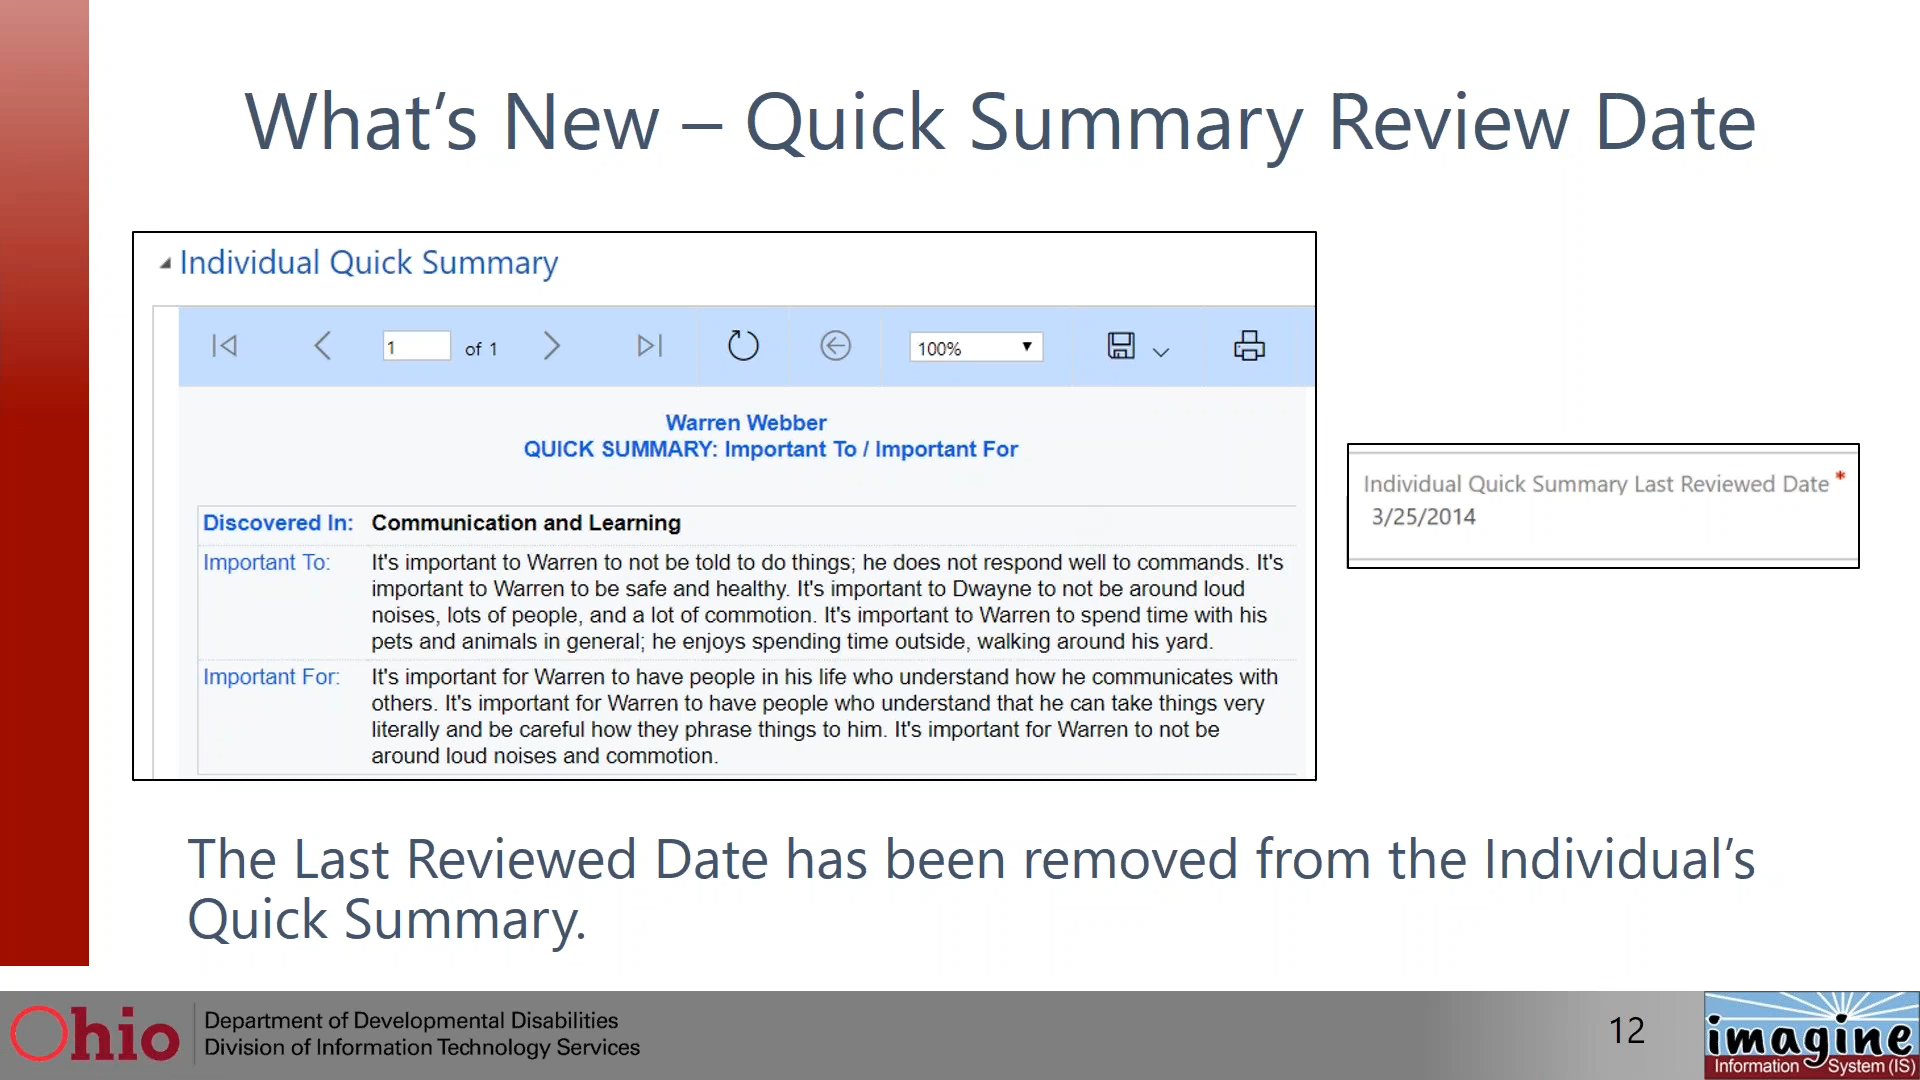 What's New – Quick Summary Review Date
Individual Quick Summary
1 of 1
100%
Warren Webber
QUICK SUMMARY: Important To / Important For
Discovered In: Communication and Learning
Important To: It's important to Warren to not be told to do things; he does not respond well to commands. It's
important to Warren to be safe and healthy. It's important to Dwayne to not be around loud
noises, lots of people, and a lot of commotion. It's important to Warren to spend time with his
pets and animals in general; he enjoys spending time outside, walking around his yard.
Important For: It's important for Warren to have people in his life who understand how he communicates with
others. It's important for Warren to have people who understand that he can take things very
literally and be careful how they phrase things to him. It's important for Warren to not be
around loud noises and commotion.
Individual Quick Summary Last Reviewed Date *
3/25/2014
The Last Reviewed Date has been removed from the Individual's
Quick Summary.
Ohio
Department of Developmental Disabilities
Division of Information Technology Services
12
imagine
Information System (IS)